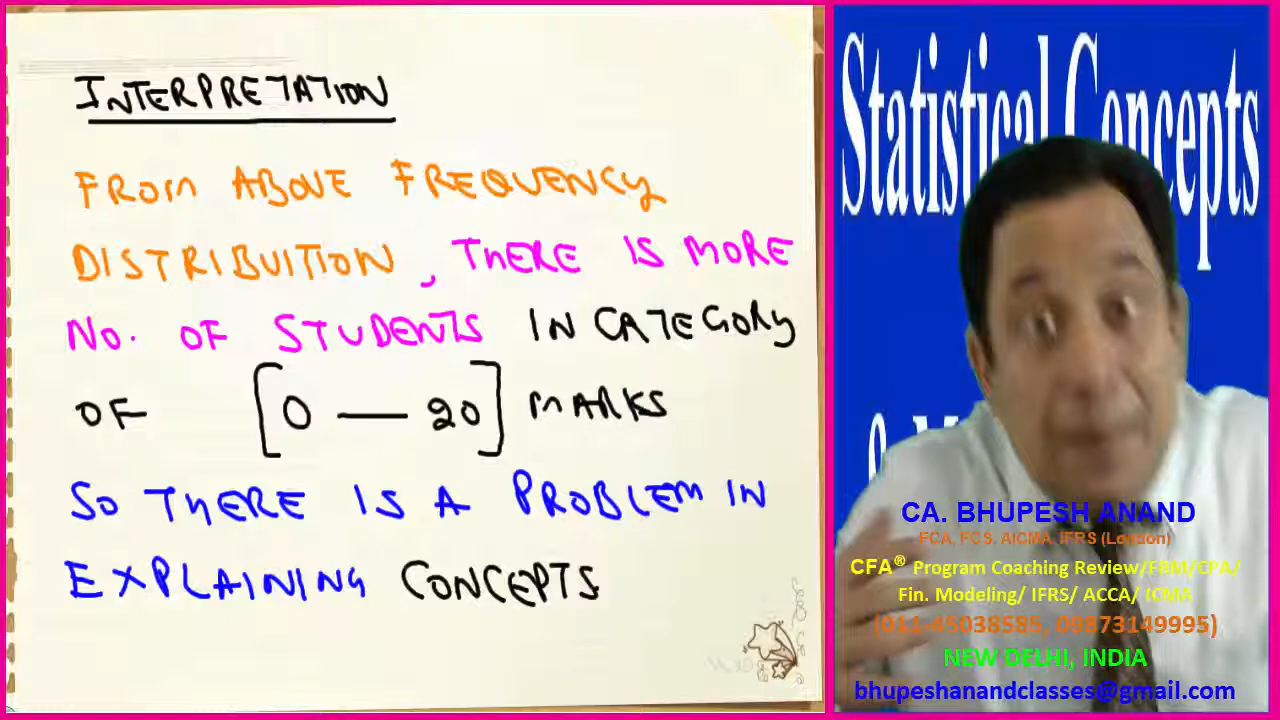 INTERPRETATION
FROM ABOVE FREQUENCY
DISTRIBUITION, THERE IS MORE
NO. OF STUDENTS IN CATEGORY
OF [0 — 20] MARKS
SO THERE IS A PROBLEM IN
EXPLAINING CONCEPTS
Statistical Concepts
&
CA. BHUPESH ANAND
FCA, FCS, AICMA, IFRS (London)
CFA® Program Coaching Review/FRM/CPA/
Fin. Modeling/ IFRS/ ACCA/ ICMA
(011-45038585, 09873149995)
NEW DELHI, INDIA
bhupeshanandclasses@gmail.com